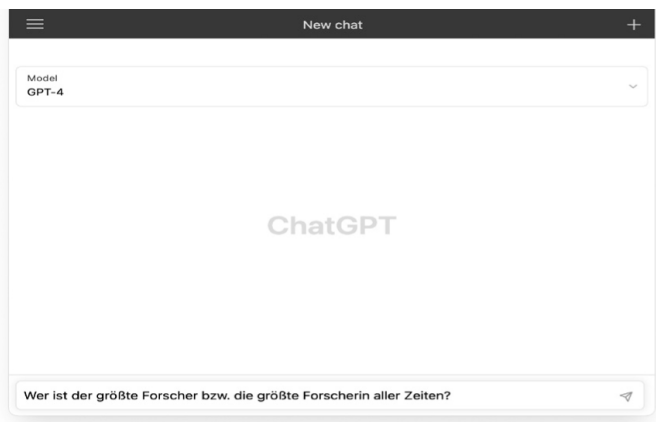 New chat
Model
GPT-4
ChatGPT
Wer ist der größte Forscher bzw. die größte Forscherin aller Zeiten?